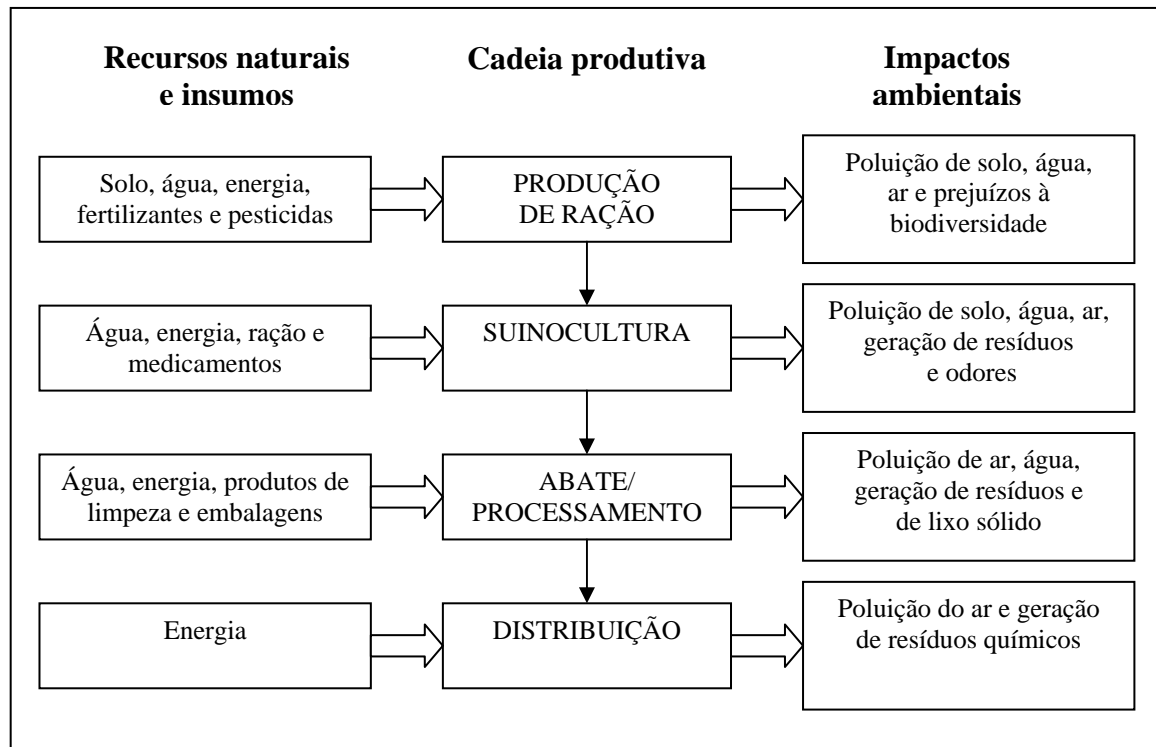 Recursos naturais
e insumos
Cadeia produtiva
Impactos
ambientais
Solo, água, energia,
fertilizantes e pesticidas
PRODUÇÃO
DE RAÇÃO
Poluição de solo, água,
ar e prejuízos à
biodiversidade
Água, energia, ração e
medicamentos
SUINOCULTURA
Poluição de solo, água, ar,
geração de resíduos
e odores
Água, energia, produtos de
limpeza e embalagens
ABATE/
PROCESSAMENTO
Poluição de ar, água,
geração de resíduos e
de lixo sólido
Energia
DISTRIBUIÇÃO
Poluição do ar e geração
de resíduos químicos